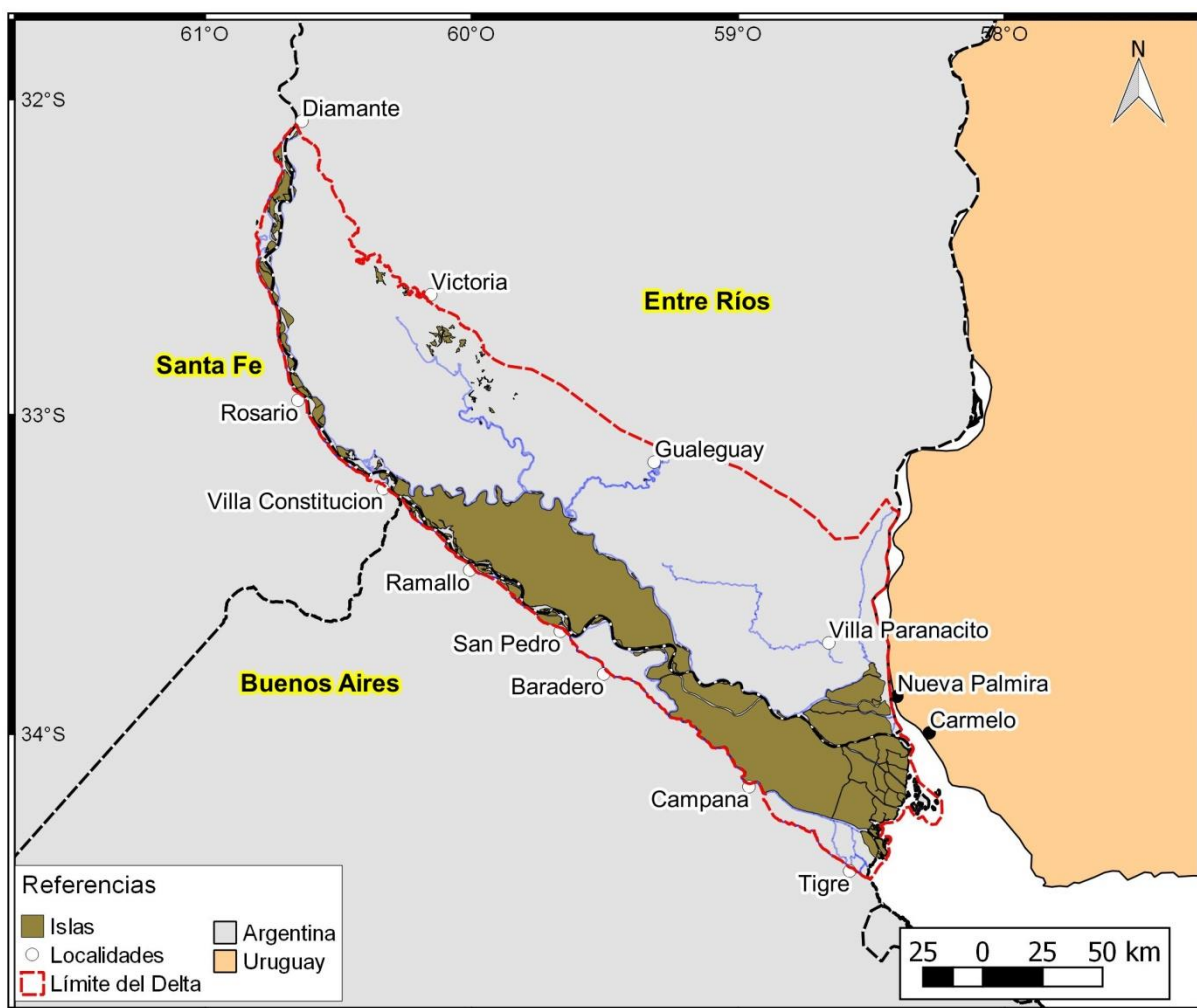 61°O
60°O
59°O
58°O
N
32°S
Diamante
Victoria
Entre Ríos
Santa Fe
Rosario
33°S
Gualeguay
Villa Constitucion
Ramallo
San Pedro
Villa Paranacito
Baradero
Buenos Aires
Nueva Palmira
Carmelo
34°S
Campana
Tigre
Referencias
Islas
Localidades
Límite del Delta
Argentina
Uruguay
25 0 25 50 km